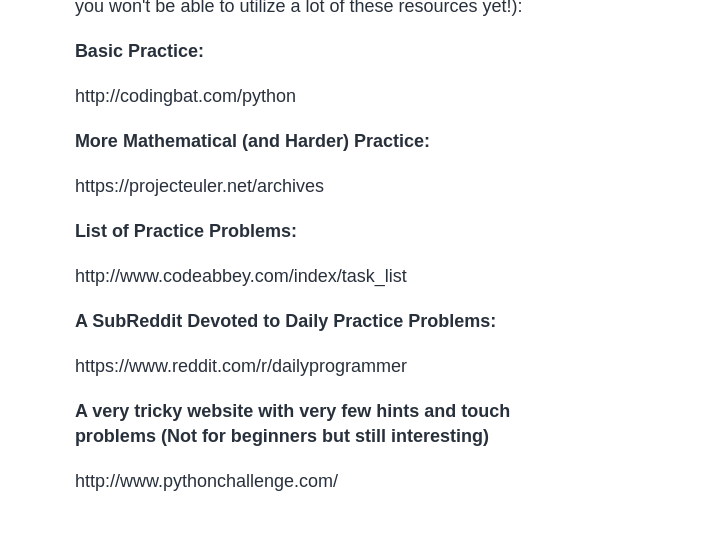 you won't be able to utilize a lot of these resources yet!):
Basic Practice:
http://codingbat.com/python
More Mathematical (and Harder) Practice:
https://projecteuler.net/archives
List of Practice Problems:
http://www.codeabbey.com/index/task_list
A SubReddit Devoted to Daily Practice Problems:
https://www.reddit.com/r/dailyprogrammer
A very tricky website with very few hints and touch
problems (Not for beginners but still interesting)
http://www.pythonchallenge.com/